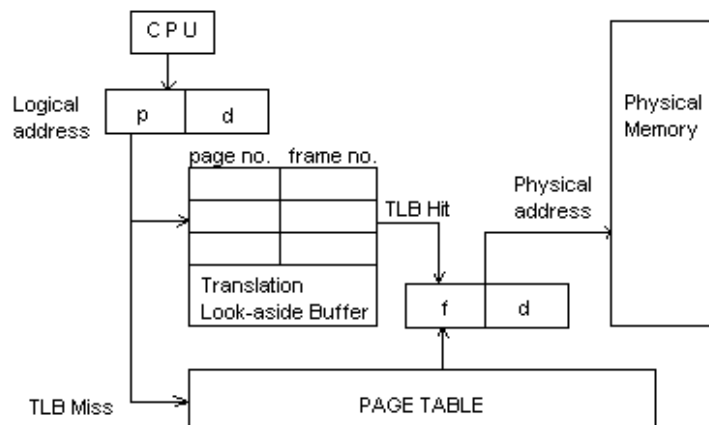 C P U
Logical
address
p d
page no. frame no.
Translation
Look-aside Buffer
TLB Hit
Physical
address
f d
Physical
Memory
TLB Miss
PAGE TABLE